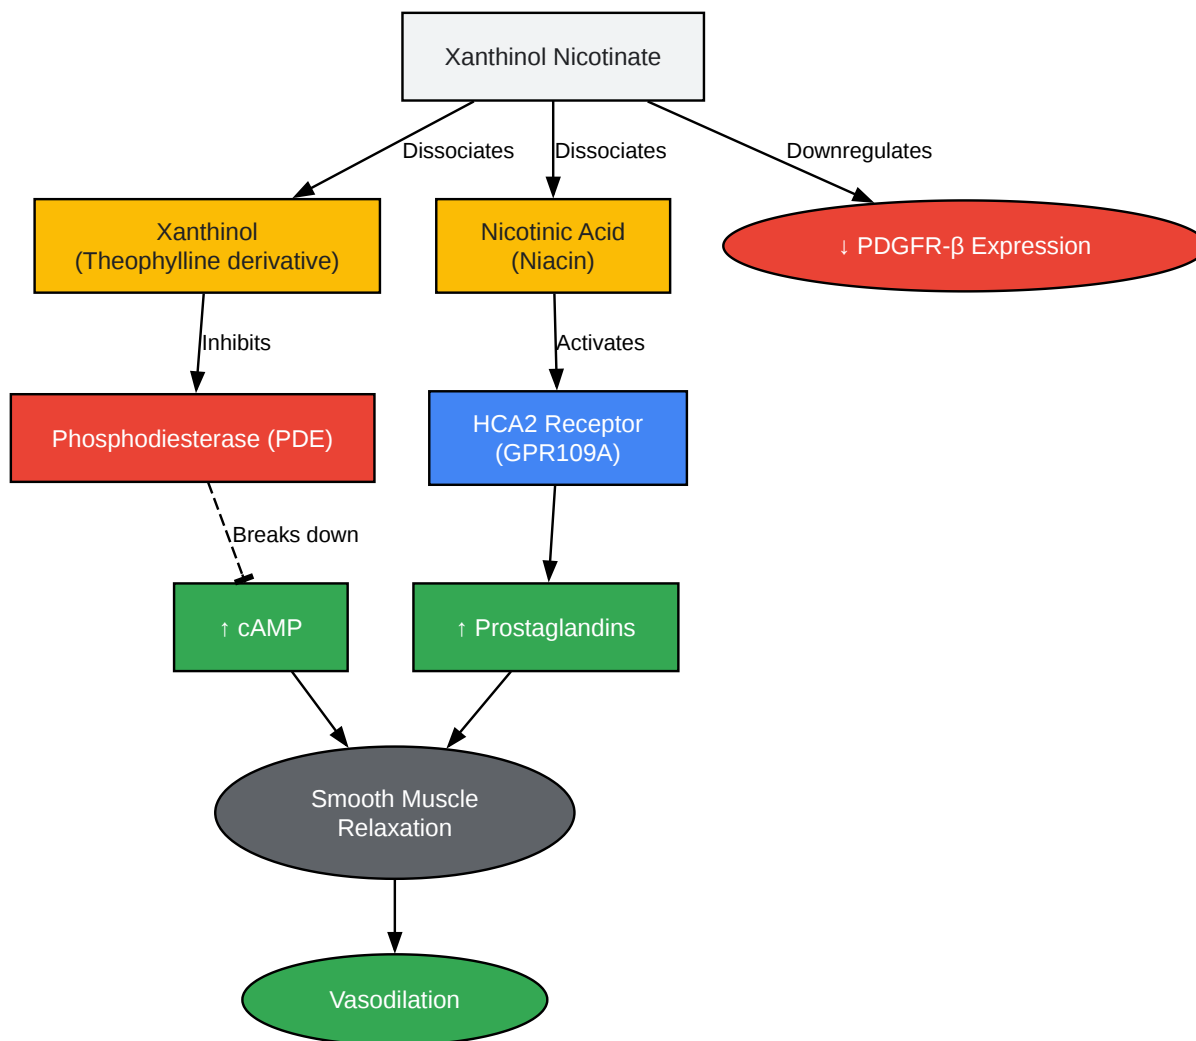 Xanthinol Nicotinate
Dissociates
Dissociates
Downregulates
Xanthinol
(Theophylline derivative)
Nicotinic Acid
(Niacin)
↓ PDGFR-β Expression
Inhibits
Activates
Phosphodiesterase (PDE)
HCA2 Receptor
(GPR109A)
Breaks down
↑ cAMP
↑ Prostaglandins
Smooth Muscle
Relaxation
Vasodilation